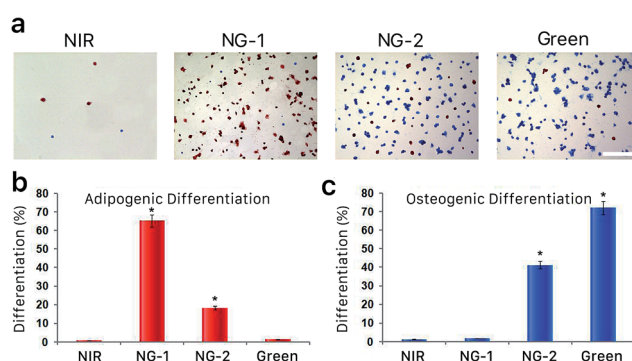 a
NIR NG-1 NG-2 Green
b
Adipogenic Differentiation
Differentiation (%)
80
70
60
50
40
30
20
10
0
*
*
NIR NG-1 NG-2 Green
c
Osteogenic Differentiation
Differentiation (%)
80
70
60
50
40
30
20
10
0
*
*
NIR NG-1 NG-2 Green